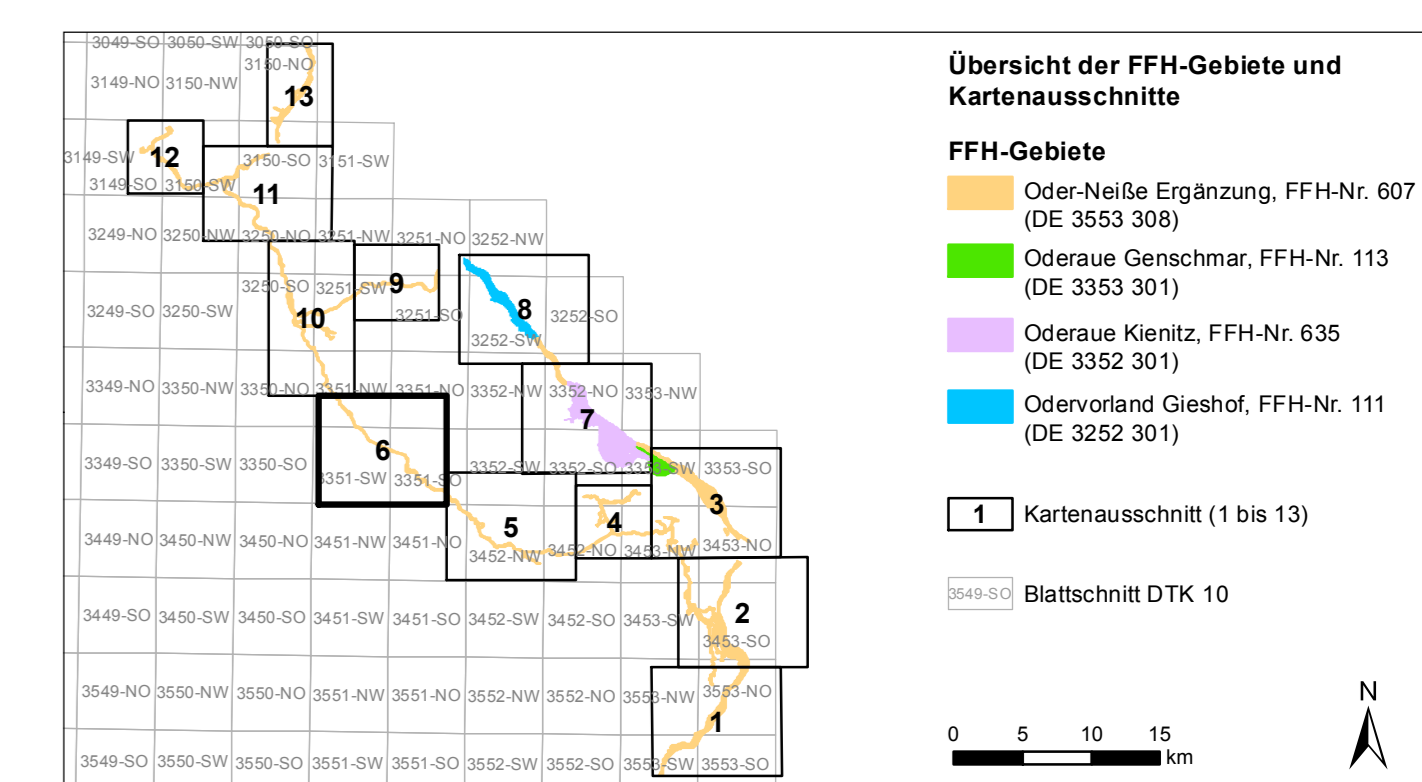 3049-SO 3050-SW 3050-SO
3150-NO
3149-NO 3150-NW
13
3149-SW 12 3150-SO 3151-SW
3149-SO 3150-SW
11
3249-NO 3250-NW 3250-NO 3251-NW 3251-NO 3252-NW
3250-SO 3251-SW 9
3249-SO 3250-SW 10 3251-SO 8 3252-SO
3252-SW
3349-NO 3350-NW 3350-NO 3351-NW 3351-NO 3352-NW 3352-NO 3353-NW
7
6
3349-SO 3350-SW 3350-SO 3351-SW 3351-SO 3352-SW 3352-SO 3353-SW 3353-SO
3
5 4
3449-NO 3450-NW 3450-NO 3451-NW 3451-NO 3452-NW 3452-NO 3453-NW 3453-NO
2
3449-SO 3450-SW 3450-SO 3451-SW 3451-SO 3452-SW 3452-SO 3453-SW 3453-SO
3549-NO 3550-NW 3550-NO 3551-NW 3551-NO 3552-NW 3552-NO 3553-NW 3553-NO
1
3549-SO 3550-SW 3550-SO 3551-SW 3551-SO 3552-SW 3552-SO 3553-SW 3553-SO
Übersicht der FFH-Gebiete und
Kartenausschnitte
FFH-Gebiete
Oder-Neiße Ergänzung, FFH-Nr. 607
(DE 3553 308)
Oderaue Genschmar, FFH-Nr. 113
(DE 3353 301)
Oderaue Kienitz, FFH-Nr. 635
(DE 3352 301)
Odervorland Gieshof, FFH-Nr. 111
(DE 3252 301)
1 Kartenausschnitt (1 bis 13)
3549-SO Blattschnitt DTK 10
N
0 5 10 15
km